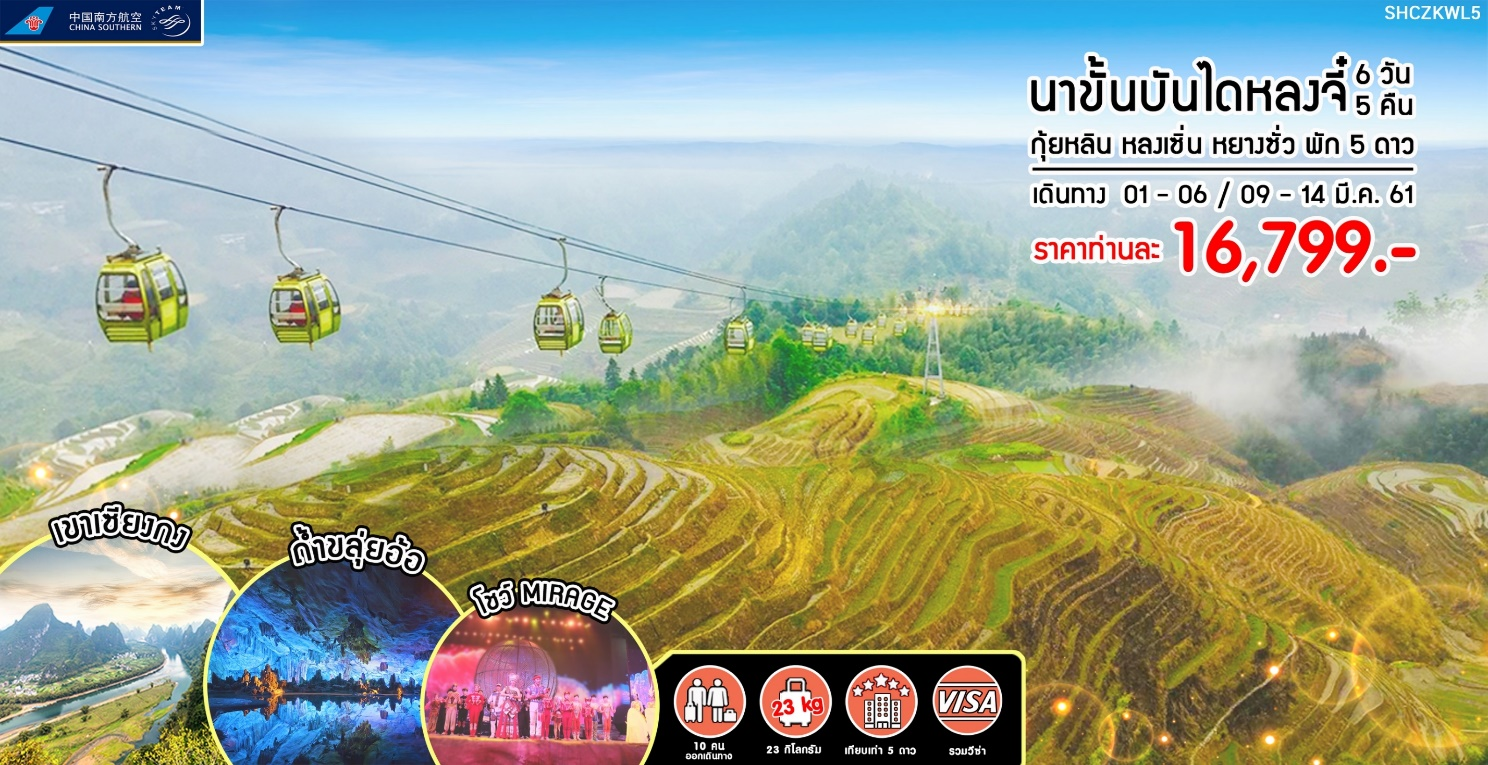 中国南方航空
CHINA SOUTHERN
SKYTEAM
SHCZKWL5
นาขั้นบันไดหลงจี๋ 6 วัน
5 คืน
กุ้ยหลิน หลงเซิ่น หยางซั่ว พัก 5 ดาว
เดินทาง 01 - 06 / 09 - 14 มี.ค. 61
ราคาท่านละ 16,799.-
เขาเซียงกง
ถ้ำขลุ่ยอ้อ
โชว์ MIRAGE
23 kg
VISA
10 คน
ออกเดินทาง
23 กิโลกรัม
เทียบเท่า 5 ดาว
รวมวีซ่า